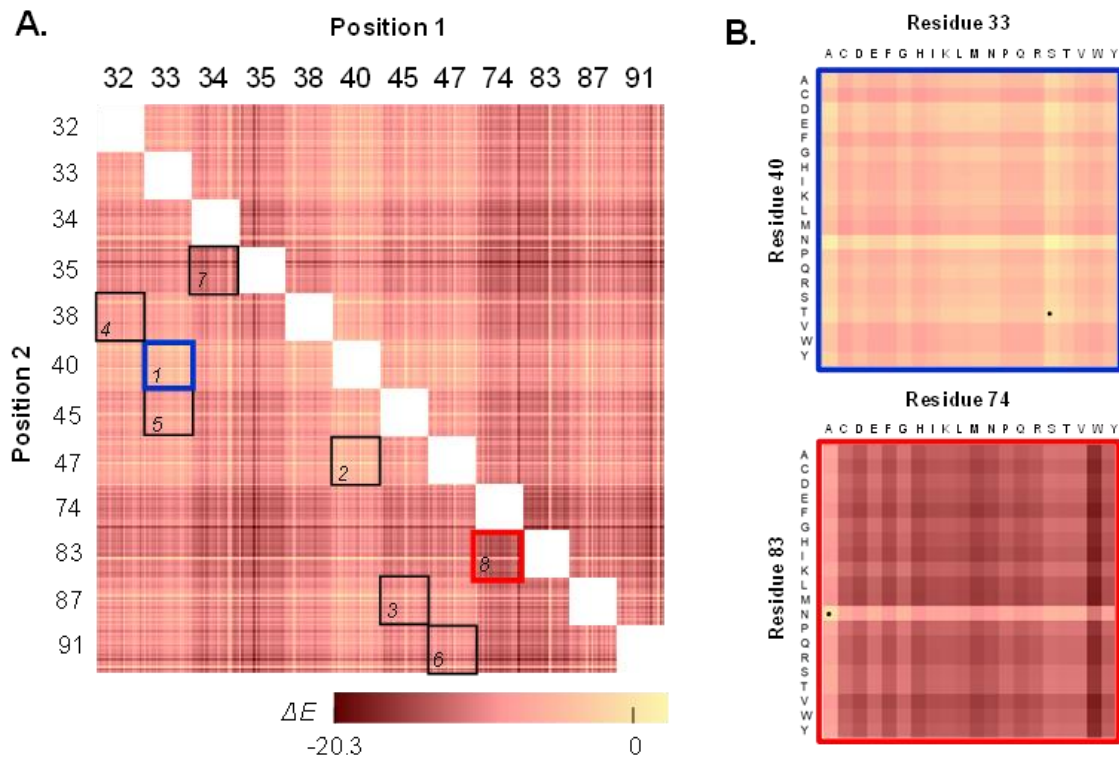 A.
Position 1
32 33 34 35 38 40 45 47 74 83 87 91
Position 2
32
33
34
35
7
38
4
40
1
45
5
47
2
74
83
8
87
3
91
6
ΔE
-20.3 0
B.
Residue 33
A C D E F G H I K L M N P Q R S T V W Y
Residue 40
A
C
D
E
F
G
H
I
K
L
M
N
P
Q
R
S
T
V
W
Y
Residue 74
A C D E F G H I K L M N P Q R S T V W Y
Residue 83
A
C
D
E
F
G
H
I
K
L
M
N
P
Q
R
S
T
V
W
Y